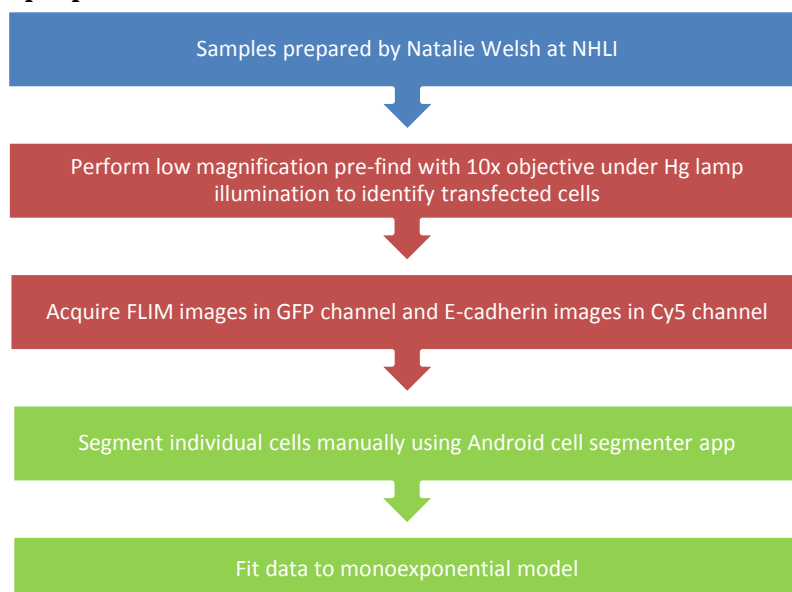 Samples prepared by Natalie Welsh at NHLI
Perform low magnification pre-find with 10x objective under Hg lamp
illumination to identify transfected cells
Acquire FLIM images in GFP channel and E-cadherin images in Cy5 channel
Segment individual cells manually using Android cell segmenter app
Fit data to monoexponential model